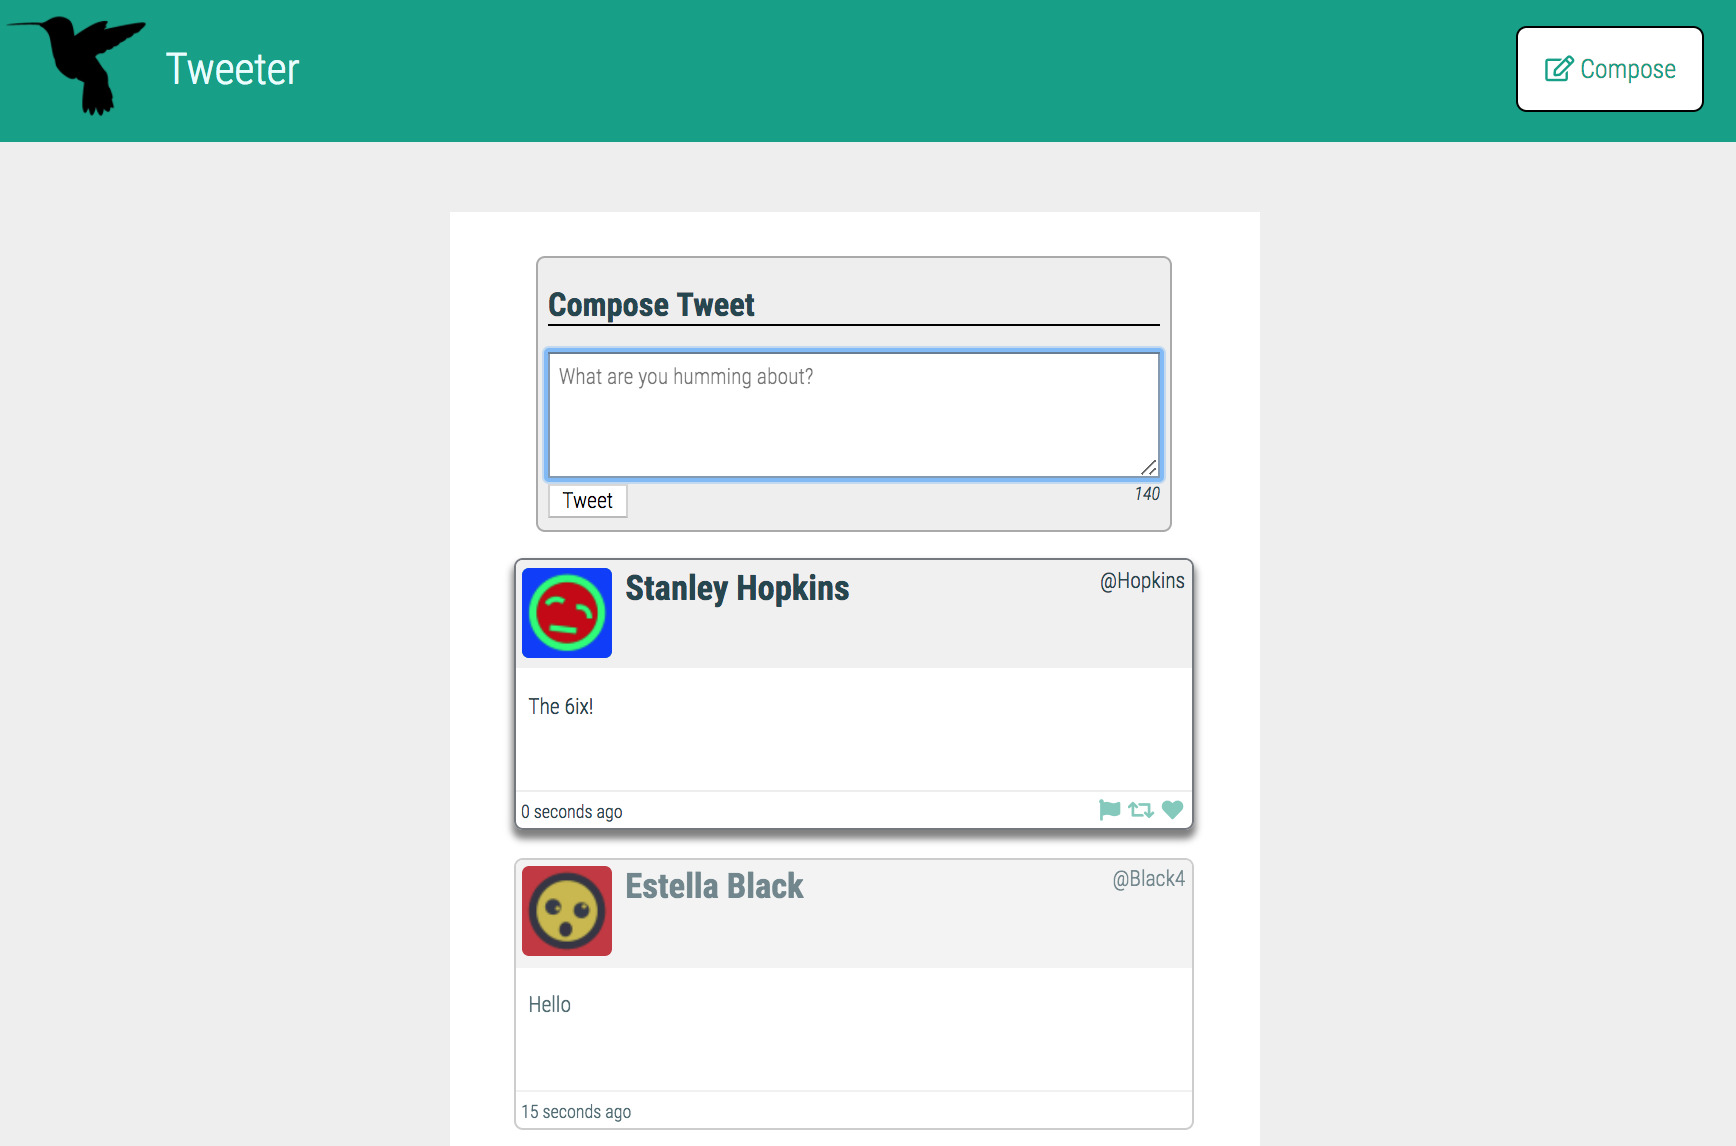 Tweeter
Compose
Compose Tweet
What are you humming about?
Tweet
140
Stanley Hopkins
@Hopkins
The 6ix!
0 seconds ago
Estella Black
@Black4
Hello
15 seconds ago